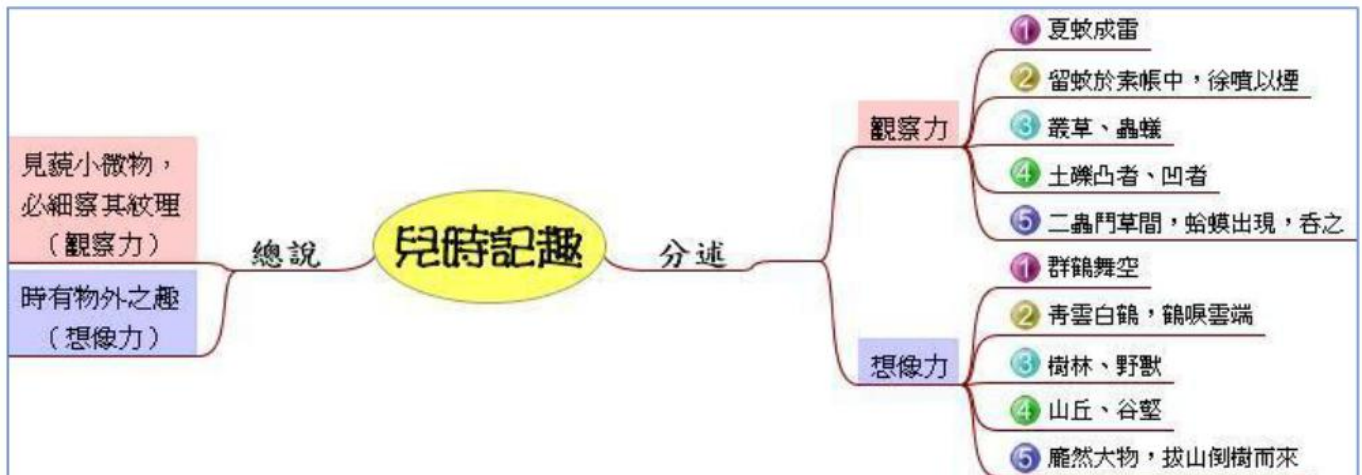 兒時記趣
總說
見藐小微物，
必細察其紋理
（觀察力）
時有物外之趣
（想像力）
分述
觀察力
1 夏蚊成雷
2 留蚊於素帳中，徐噴以煙
3 叢草、蟲蟻
4 土礫凸者、凹者
5 二蟲鬥草間，蛤蟆出現，吞之
想像力
1 群鶴舞空
2 青雲白鶴，鶴唳雲端
3 樹林、野獸
4 山丘、谷壑
5 龐然大物，拔山倒樹而來